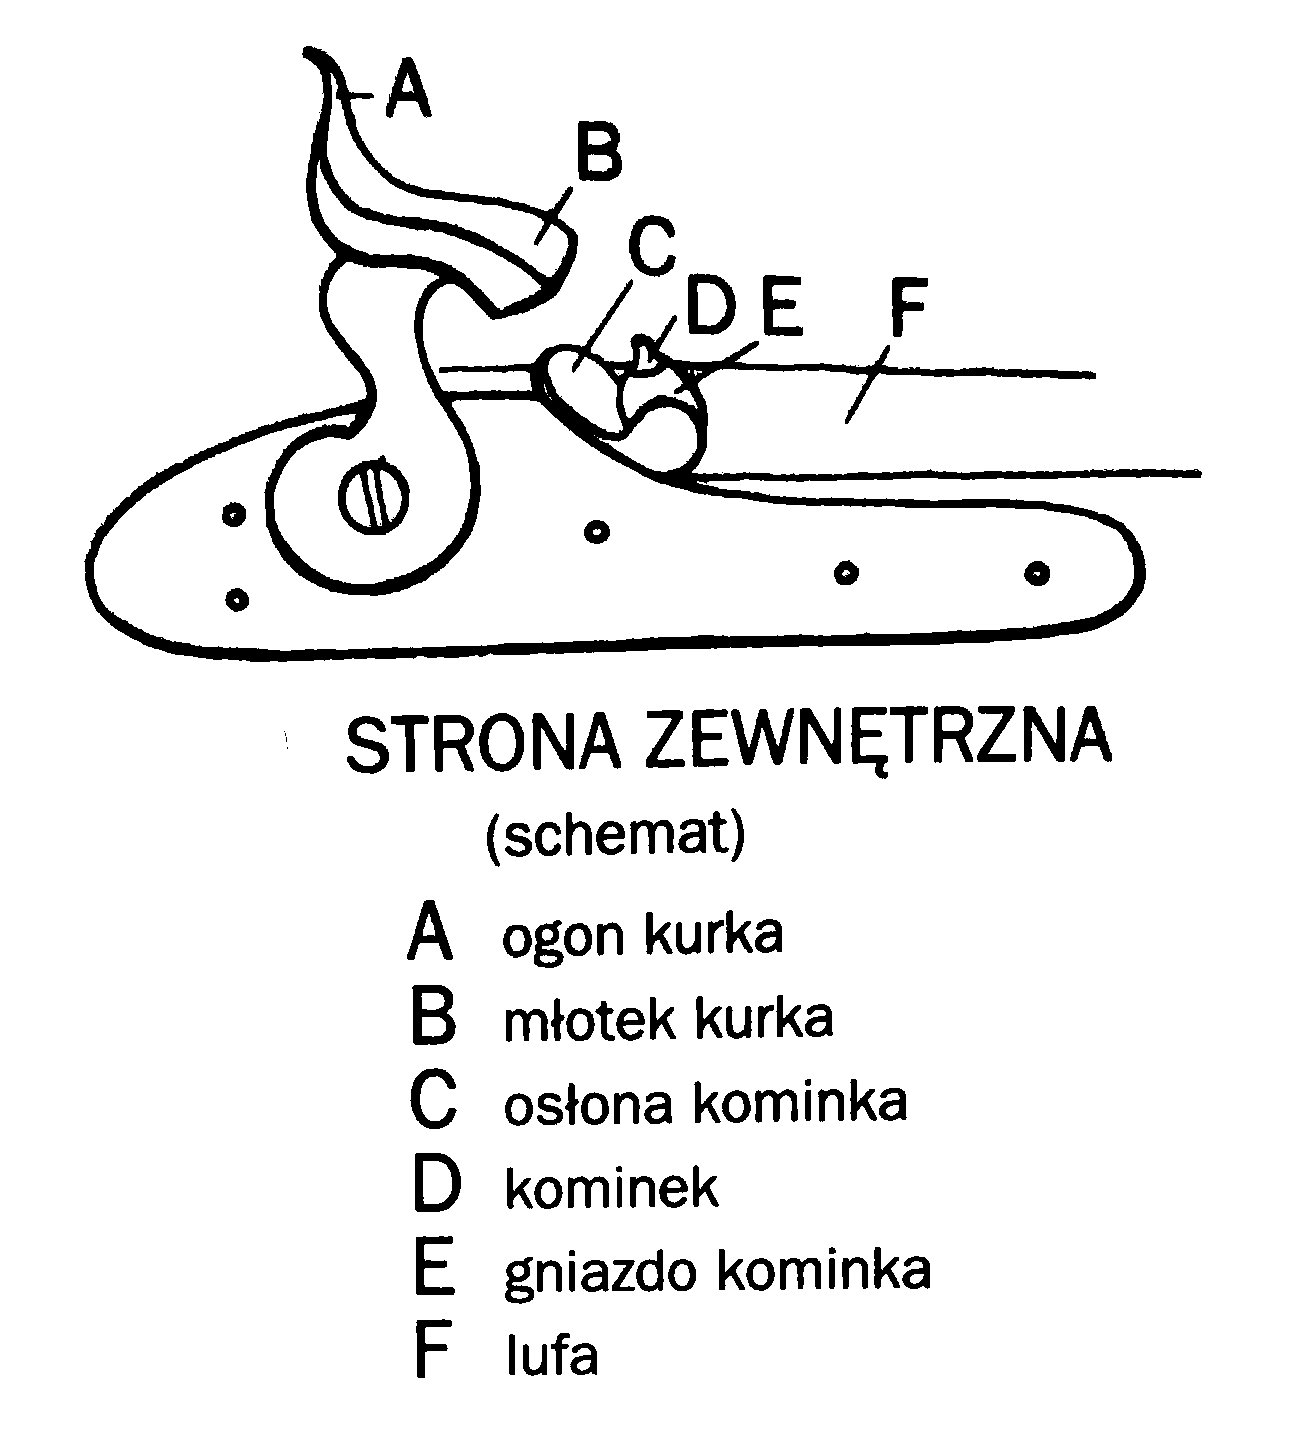 A
B
C
D E F
STRONA ZEWNĘTRZNA
(schemat)
A ogon kurka
B młotek kurka
C osłona kominka
D kominek
E gniazdo kominka
F lufa